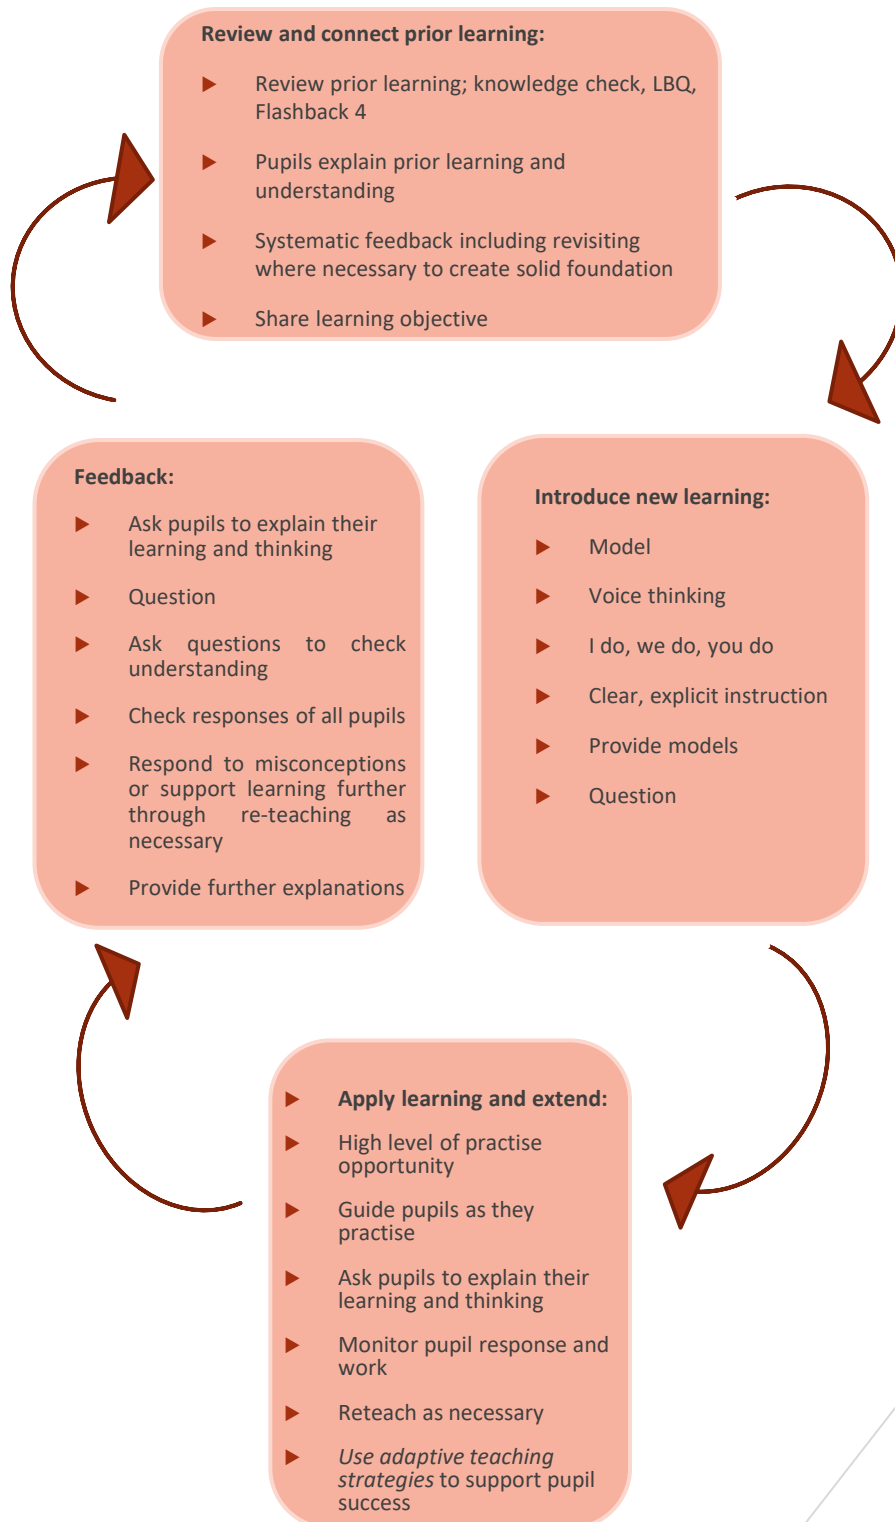 Review and connect prior learning:
Review prior learning; knowledge check, LBQ,
Flashback 4
Pupils explain prior learning and
understanding
Systematic feedback including revisiting
where necessary to create solid foundation
Share learning objective
Feedback:
Ask pupils to explain their
learning and thinking
Question
Ask questions to check
understanding
Check responses of all pupils
Respond to misconceptions
or support learning further
through re-teaching as
necessary
Provide further explanations
Introduce new learning:
Model
Voice thinking
I do, we do, you do
Clear, explicit instruction
Provide models
Question
Apply learning and extend:
High level of practise
opportunity
Guide pupils as they
practise
Ask pupils to explain their
learning and thinking
Monitor pupil response and
work
Reteach as necessary
Use adaptive teaching
strategies to support pupil
success